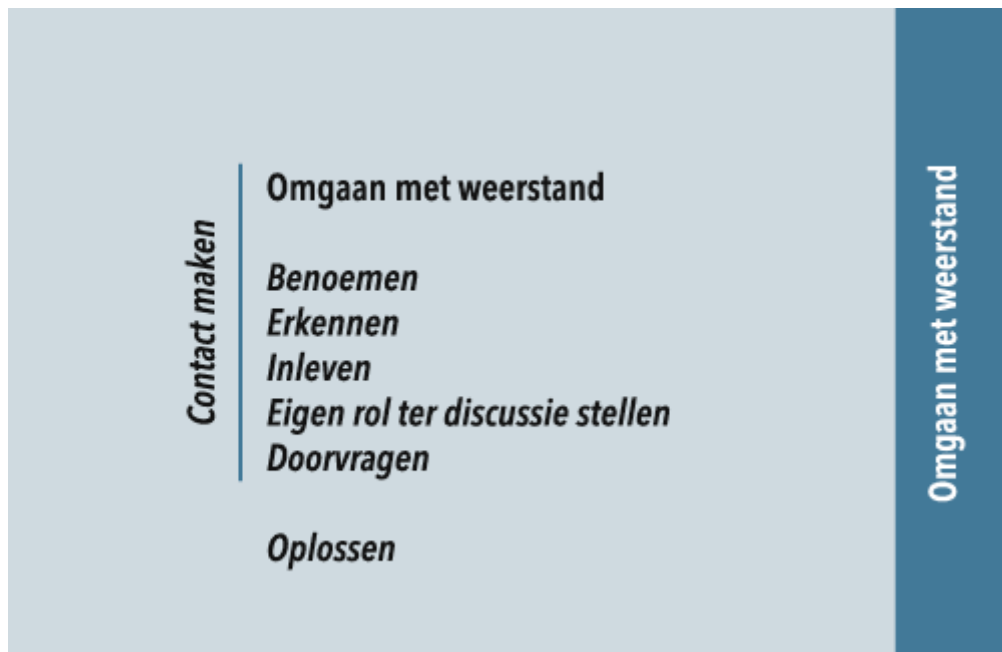 Contact maken
Omgaan met weerstand
Benoemen
Erkennen
Inleven
Eigen rol ter discussie stellen
Doorvragen
Oplossen
Omgaan met weerstand